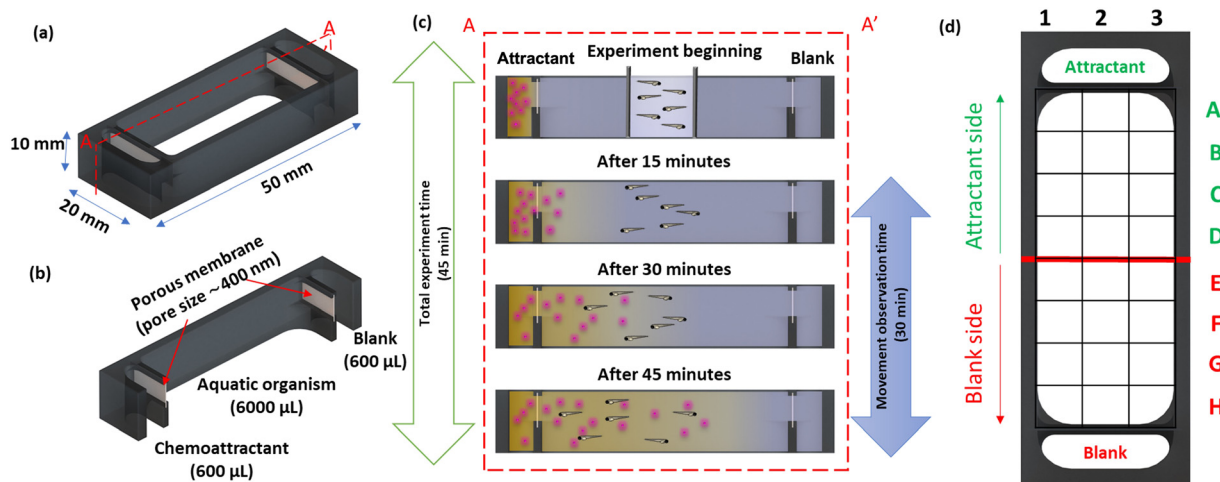 (a)
A
A
10 mm
20 mm
50 mm
(b)
Porous membrane
(pore size ~400 nm)
Blank
(600 µL)
Aquatic organism
(6000 µL)
Chemoattractant
(600 µL)
(c)
A
A’
Total experiment time
(45 min)
Experiment beginning
Attractant
Blank
After 15 minutes
After 30 minutes
After 45 minutes
Movement observation time
(30 min)
(d)
1 2 3
Attractant
Attractant side
A
B
C
D
Blank side
E
F
G
H
Blank